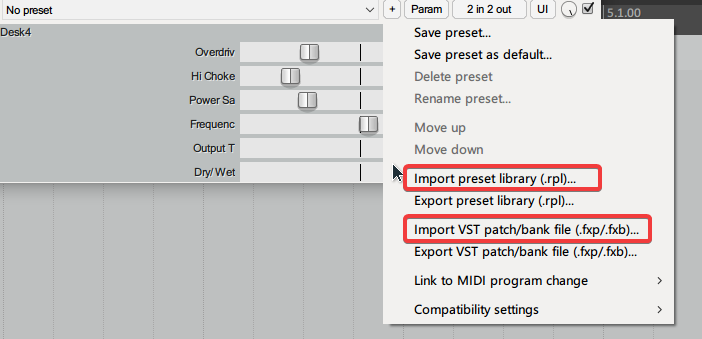 No preset
+
Param
2 in 2 out
UI
5.1.00
Desk4
Overdriv
Hi Choke
Power Sa
Frequenc
Output T
Dry/Wet
Save preset...
Save preset as default...
Delete preset
Rename preset...
Move up
Move down
Import preset library (.rpl)...
Export preset library (.rpl)...
Import VST patch/bank file (.fxp/.fxb)...
Export VST patch/bank file (.fxp/.fxb)...
Link to MIDI program change
Compatibility settings